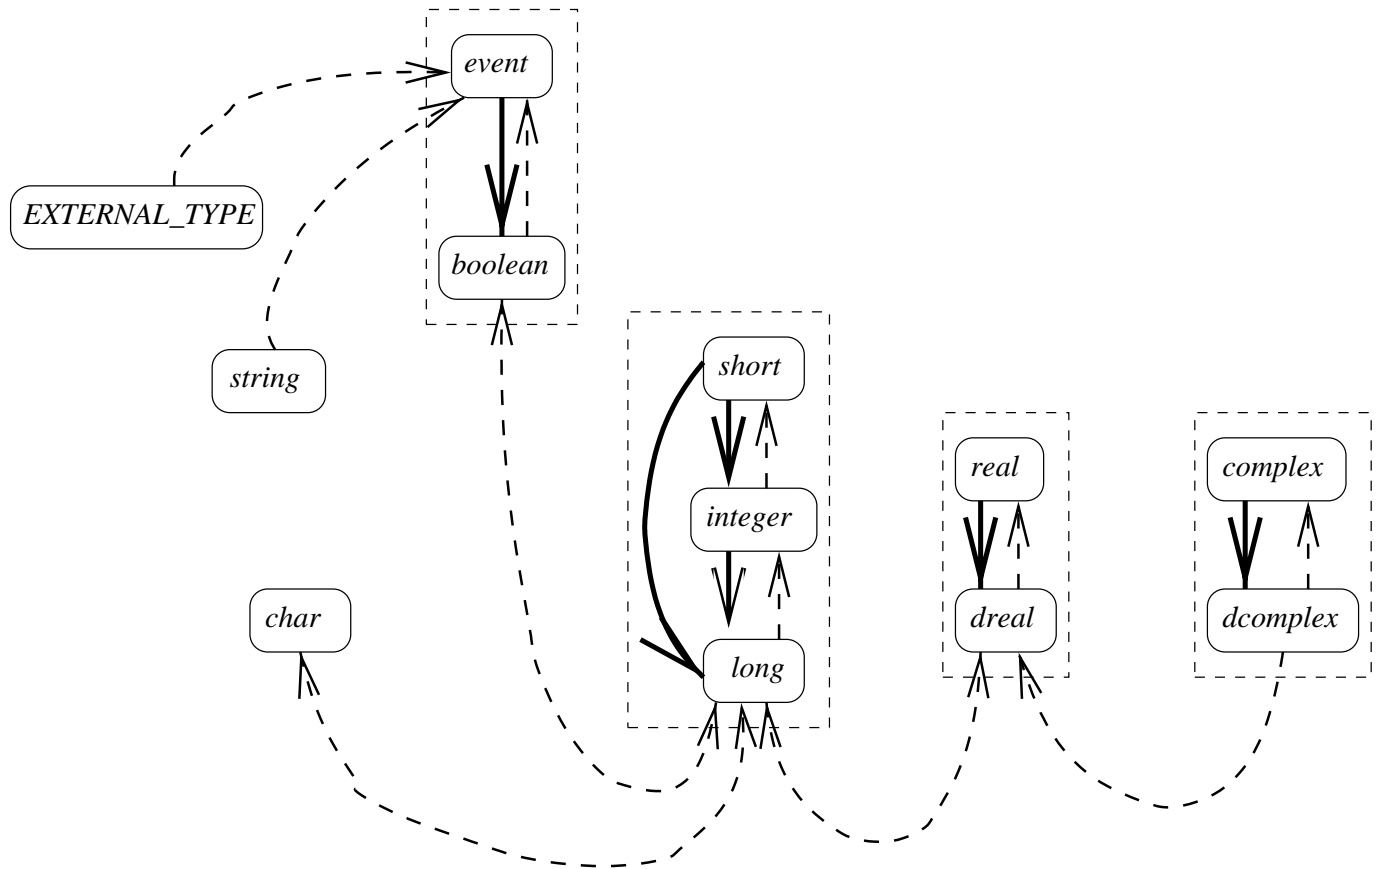 event
EXTERNAL_TYPE
boolean
string
short
real
complex
integer
char
dreal
dcomplex
long